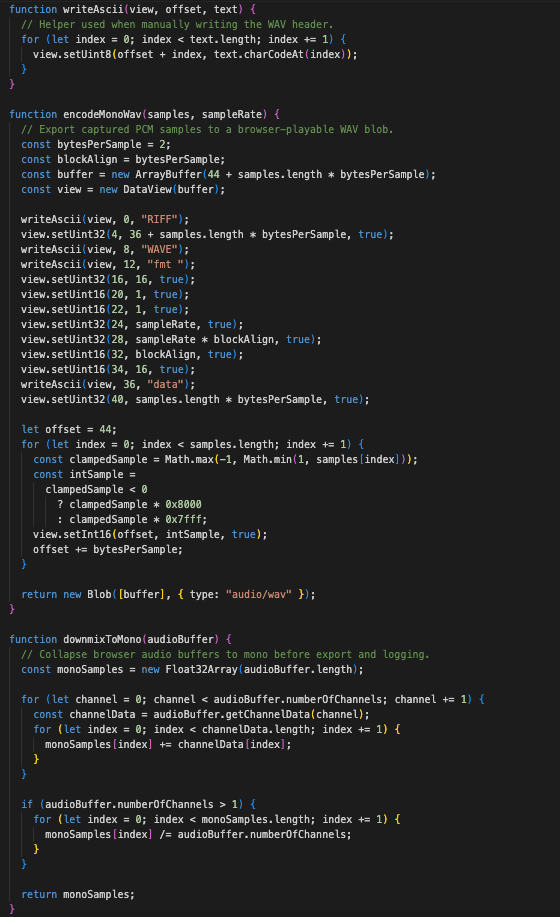 function writeAscii(view, offset, text) {
  // Helper used when manually writing the WAV header.
  for (let index = 0; index < text.length; index += 1) {
    view.setUint8(offset + index, text.charCodeAt(index));
  }
}

function encodeMonoWav(samples, sampleRate) {
  // Export captured PCM samples to a browser-playable WAV blob.
  const bytesPerSample = 2;
  const blockAlign = bytesPerSample;
  const buffer = new ArrayBuffer(44 + samples.length * bytesPerSample);
  const view = new DataView(buffer);

  writeAscii(view, 0, "RIFF");
  view.setUint32(4, 36 + samples.length * bytesPerSample, true);
  writeAscii(view, 8, "WAVE");
  writeAscii(view, 12, "fmt ");
  view.setUint32(16, 16, true);
  view.setUint16(20, 1, true);
  view.setUint16(22, 1, true);
  view.setUint32(24, sampleRate, true);
  view.setUint32(28, sampleRate * blockAlign, true);
  view.setUint16(32, blockAlign, true);
  view.setUint16(34, 16, true);
  writeAscii(view, 36, "data");
  view.setUint32(40, samples.length * bytesPerSample, true);

  let offset = 44;
  for (let index = 0; index < samples.length; index += 1) {
    const clampedSample = Math.max(-1, Math.min(1, samples[index]));
    const intSample =
      clampedSample < 0
        ? clampedSample * 0x8000
        : clampedSample * 0x7fff;
    view.setInt16(offset, intSample, true);
    offset += bytesPerSample;
  }

  return new Blob([buffer], { type: "audio/wav" });
}

function downmixToMono(audioBuffer) {
  // Collapse browser audio buffers to mono before export and logging.
  const monoSamples = new Float32Array(audioBuffer.length);

  for (let channel = 0; channel < audioBuffer.numberOfChannels; channel += 1) {
    const channelData = audioBuffer.getChannelData(channel);
    for (let index = 0; index < channelData.length; index += 1) {
      monoSamples[index] += channelData[index];
    }
  }

  if (audioBuffer.numberOfChannels > 1) {
    for (let index = 0; index < monoSamples.length; index += 1) {
      monoSamples[index] /= audioBuffer.numberOfChannels;
    }
  }

  return monoSamples;
}